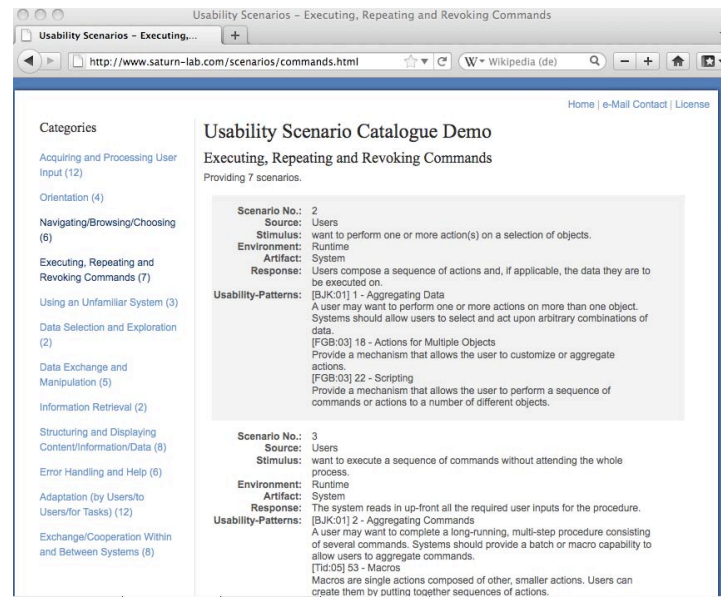 Usability Scenarios – Executing, Repeating and Revoking Commands
Usability Scenarios – Executing,... +
http://www.saturn-lab.com/scenarios/commands.html W Wikipedia (de)
Home | e-Mail Contact | License
Categories
Acquiring and Processing User
Input (12)
Orientation (4)
Navigating/Browsing/Choosing
(6)
Executing, Repeating and
Revoking Commands (7)
Using an Unfamiliar System (3)
Data Selection and Exploration
(2)
Data Exchange and
Manipulation (5)
Information Retrieval (2)
Structuring and Displaying
Content/Information/Data (8)
Error Handling and Help (6)
Adaptation (by Users/to
Users/for Tasks) (12)
Exchange/Cooperation Within
and Between Systems (8)
Usability Scenario Catalogue Demo
Executing, Repeating and Revoking Commands
Providing 7 scenarios.
Scenario No.: 2
Source: Users
Stimulus: want to perform one or more action(s) on a selection of objects.
Environment: Runtime
Artifact: System
Response: Users compose a sequence of actions and, if applicable, the data they are to
be executed on.
Usability-Patterns: [BJK:01] 1 - Aggregating Data
A user may want to perform one or more actions on more than one object.
Systems should allow users to select and act upon arbitrary combinations of
data.
[FGB:03] 18 - Actions for Multiple Objects
Provide a mechanism that allows the user to customize or aggregate
actions.
[FGB:03] 22 - Scripting
Provide a mechanism that allows the user to perform a sequence of
commands or actions to a number of different objects.
Scenario No.: 3
Source: Users
Stimulus: want to execute a sequence of commands without attending the whole
process.
Environment: Runtime
Artifact: System
Response: The system reads in up-front all the required user inputs for the procedure.
Usability-Patterns: [BJK:01] 2 - Aggregating Commands
A user may want to complete a long-running, multi-step procedure consisting
of several commands. Systems should provide a batch or macro capability to
allow users to aggregate commands.
[Tid:05] 53 - Macros
Macros are single actions composed of other, smaller actions. Users can
create them by putting together sequences of actions.